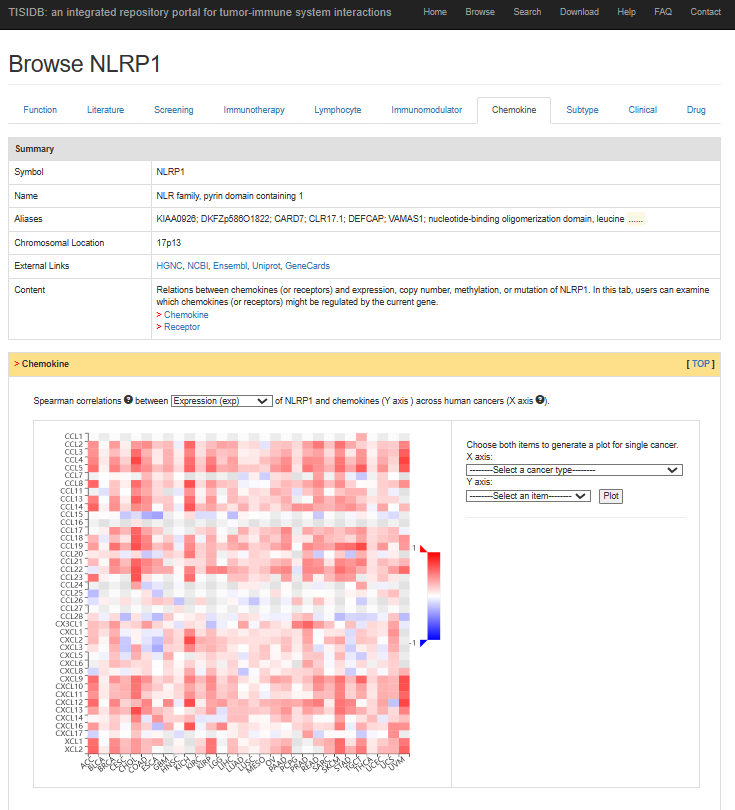 TISIDB: an integrated repository portal for tumor-immune system interactions Home Browse Search Download Help FAQ Contact
Browse NLRP1
Function Literature Screening Immunotherapy Lymphocyte Immunomodulator Chemokine Subtype Clinical Drug
Summary
Symbol NLRP1
Name NLR family, pyrin domain containing 1
Aliases KIAA0926; DKFZp586O1822; CARD7; CLR17.1; DEFCAP; VAMAS1; nucleotide-binding oligomerization domain, leucine ......
Chromosomal Location 17p13
External Links HGNC, NCBI, Ensembl, Uniprot, GeneCards
Content Relations between chemokines (or receptors) and expression, copy number, methylation, or mutation of NLRP1. In this tab, users can examine
which chemokines (or receptors) might be regulated by the current gene.
> Chemokine
> Receptor
> Chemokine [ TOP ]
Spearman correlations ? between Expression (exp) of NLRP1 and chemokines (Y axis ) across human cancers (X axis ?).
CCL1
CCL2
CCL3
CCL4
CCL5
CCL7
CCL8
CCL11
CCL13
CCL14
CCL15
CCL16
CCL17
CCL18
CCL19
CCL20
CCL21
CCL22
CCL23
CCL24
CCL25
CCL26
CCL27
CCL28
CX3CL1
CXCL1
CXCL2
CXCL3
CXCL5
CXCL6
CXCL8
CXCL9
CXCL10
CXCL11
CXCL12
CXCL13
CXCL14
CXCL16
CXCL17
XCL1
XCL2
ACC BLCA BRCA CESC CHOL COAD ESCA GBM HNSC KICH KIRC KIRP LGG LIHC LUAD LUSC MESO OV PAAD PCPG PRAD READ SARC SKCM STAD TGCT THCA UCEC UCS UVM
1
-1
Choose both items to generate a plot for single cancer.
X axis:
--------Select a cancer type--------
Y axis:
--------Select an item-------- Plot